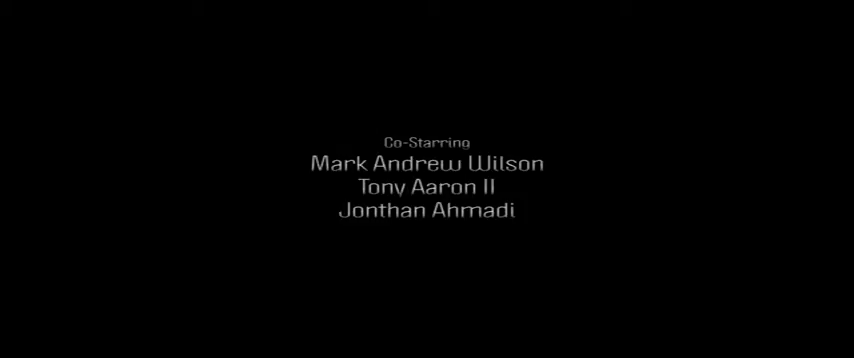 Co-Starring
Mark Andrew Wilson
Tony Aaron II
Jonthan Ahmadi